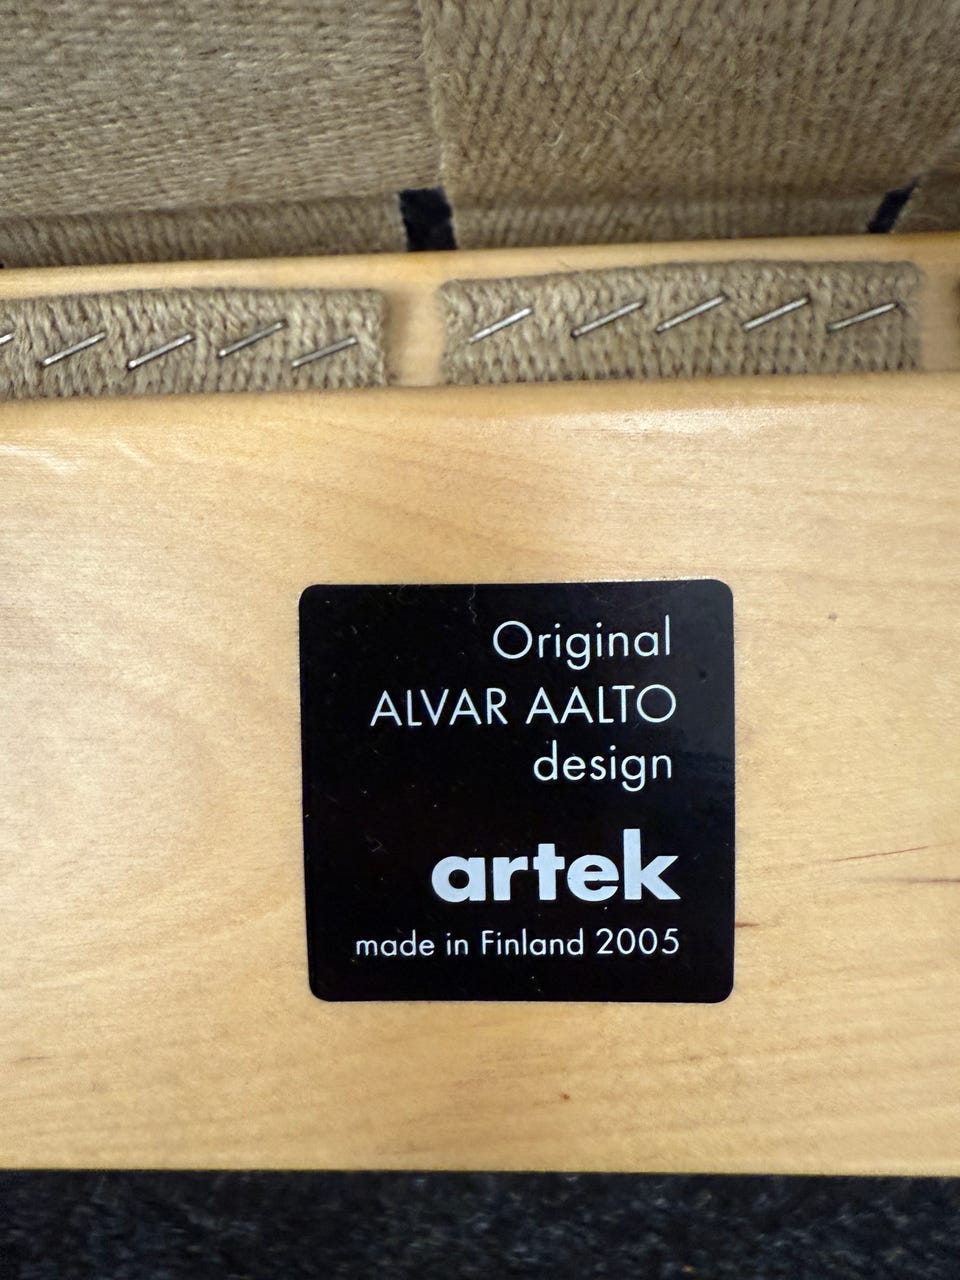 Original
ALVAR AALTO
design
artek
made in Finland 2005